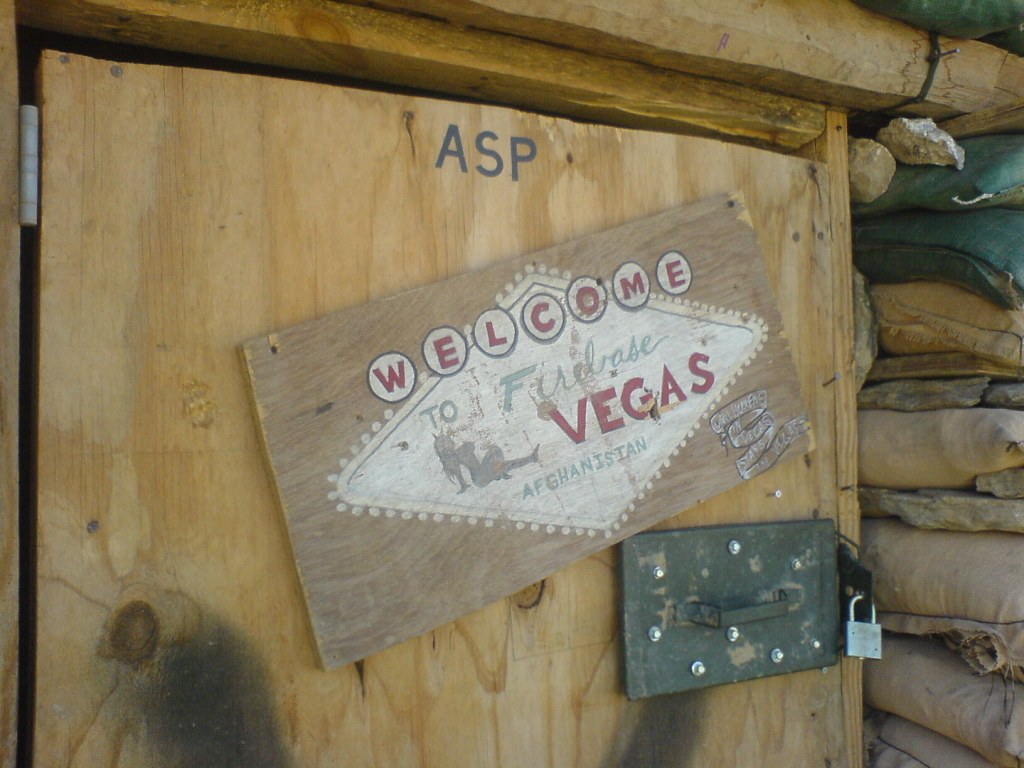 ASP
WELCOME
TO Firebase
VEGAS
AFGHANISTAN